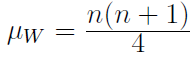 μ_W = n(n + 1) / 4